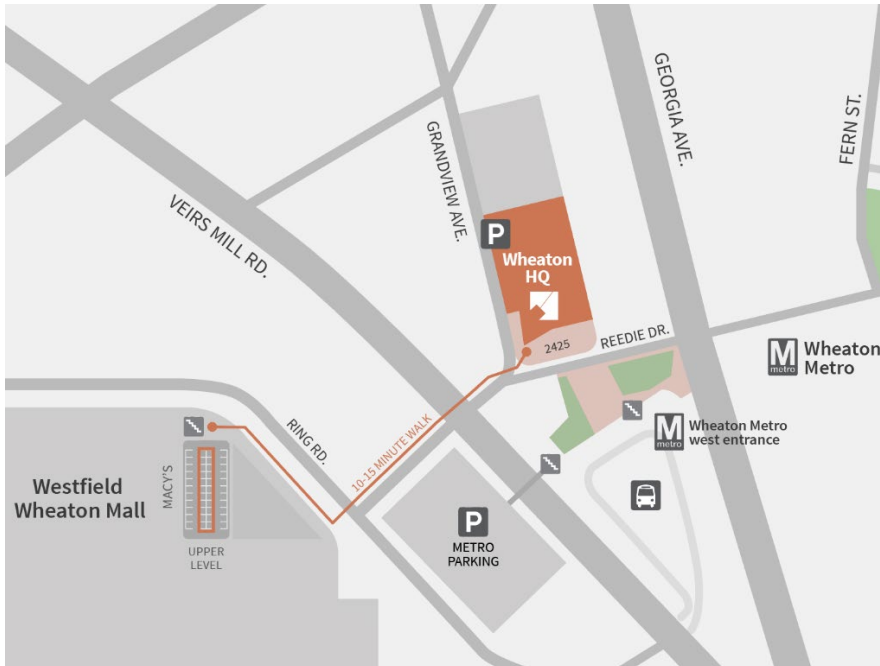 GEORGIA AVE.
FERN ST.
GRANDVIEW AVE.
VEIRS MILL RD.
P
Wheaton
HQ
2425
REEDIE DR.
M
metro
Wheaton
Metro
M
metro
Wheaton Metro
west entrance
RING RD.
10-15 MINUTE WALK
Westfield
Wheaton Mall
MACY'S
UPPER
LEVEL
P
METRO
PARKING